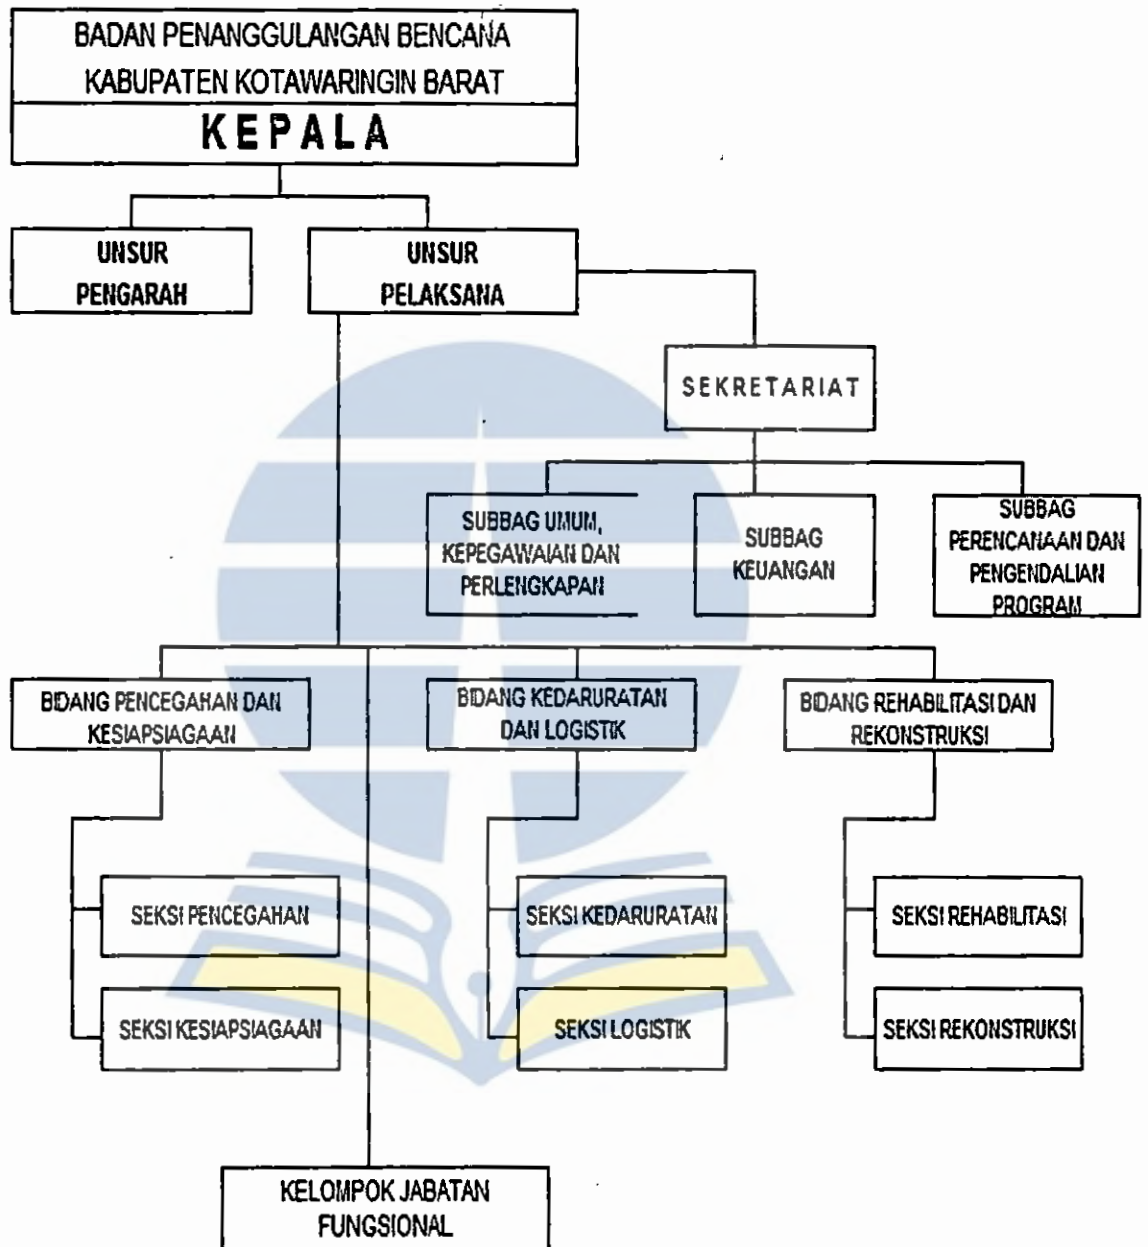 BADAN PENANGGULANGAN BENCANA
KABUPATEN KOTAWARINGIN BARAT
KEPALA
UNSUR
PENGARAH
UNSUR
PELAKSANA
SEKRETARIAT
SUBBAG UMUM,
KEPEGAWAIAN DAN
PERLENGKAPAN
SUBBAG
KEUANGAN
SUBBAG
PERENCANAAN DAN
PENGENDALIAN
PROGRAM
BIDANG PENCEGAHAN DAN
KESIAPSIAGAAN
BIDANG KEDARURATAN
DAN LOGISTIK
BIDANG REHABILITASI DAN
REKONSTRUKSI
SEKSI PENCEGAHAN
SEKSI KEDARURATAN
SEKSI REHABILITASI
SEKSI KESIAPSIAGAAN
SEKSI LOGISTIK
SEKSI REKONSTRUKSI
KELOMPOK JABATAN
FUNGSIONAL